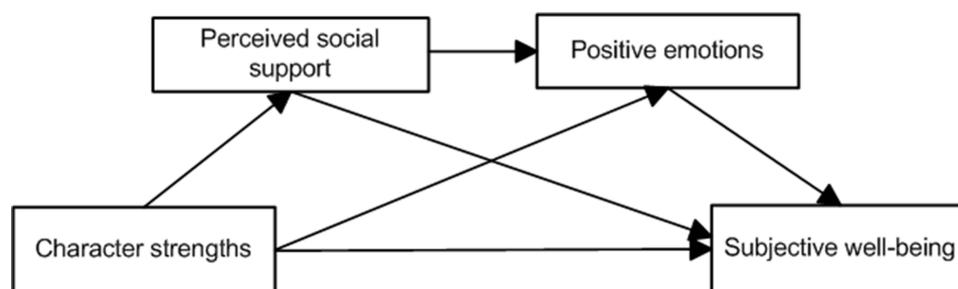 Perceived social
support
Positive emotions
Character strengths
Subjective well-being